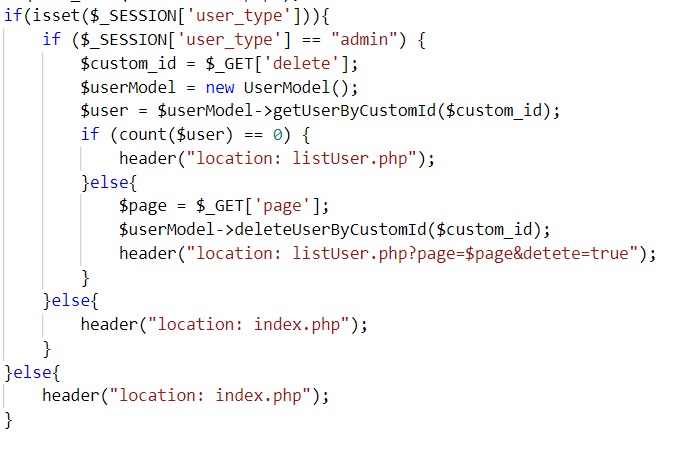 if(isset($_SESSION['user_type'])){
if ($_SESSION['user_type'] == "admin") {
$custom_id = $_GET['delete'];
$userModel = new UserModel();
$user = $userModel->getUserByCustomId($custom_id);
if (count($user) == 0) {
header("location: listUser.php");
}else{
$page = $_GET['page'];
$userModel->deleteUserByCustomId($custom_id);
header("location: listUser.php?page=$page&detete=true");
}
}else{
header("location: index.php");
}
}else{
header("location: index.php");
}